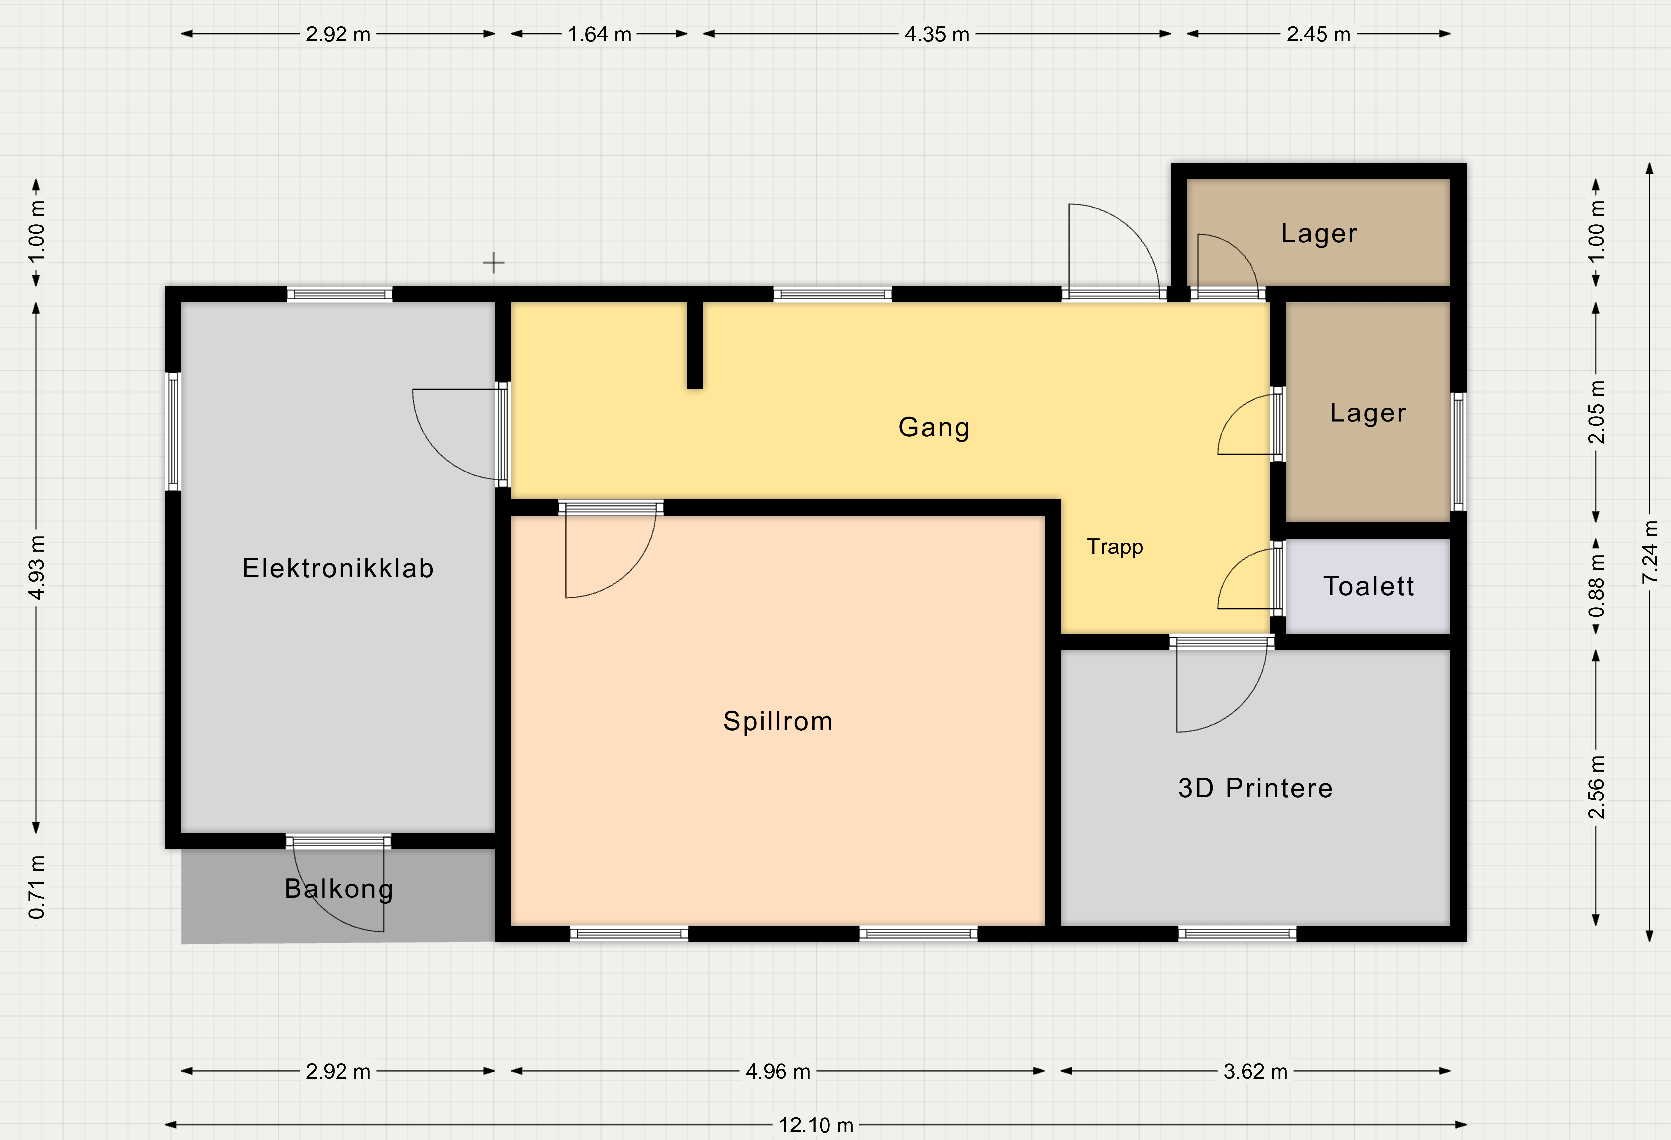 2.92 m
1.64 m
4.35 m
2.45 m
1.00 m
Lager
1.00 m
Lager
2.05 m
Gang
Trapp
Elektronikklab
4.93 m
7.24 m
Toalett
0.88 m
Spillrom
3D Printere
2.56 m
Balkong
0.71 m
2.92 m
4.96 m
3.62 m
12.10 m